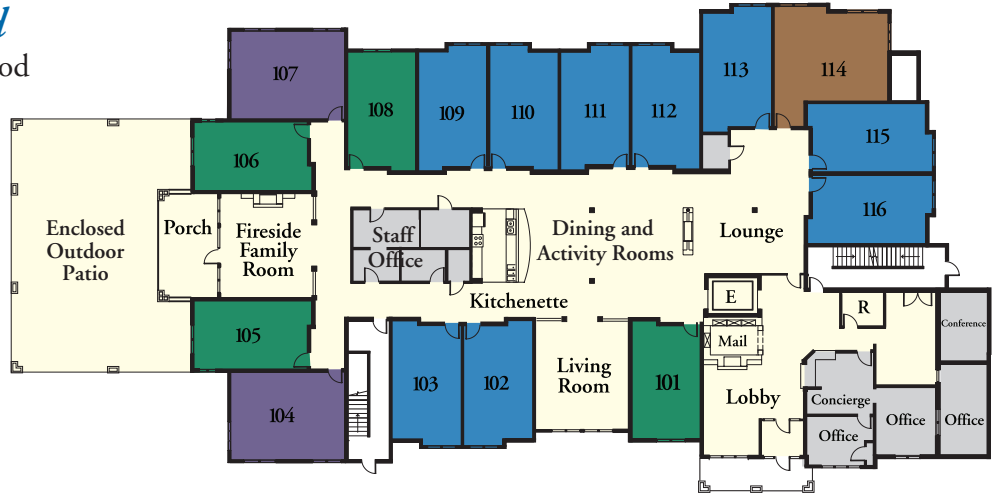 d
od
107
108
109
110
111
112
113
114
115
116
106
Enclosed
Outdoor
Patio
Porch
Fireside
Family
Room
Staff
Office
Dining and
Activity Rooms
Lounge
Kitchenette
E
R
Conference
Mail
105
104
103
102
Living
Room
101
Lobby
Concierge
Office
Office
Office